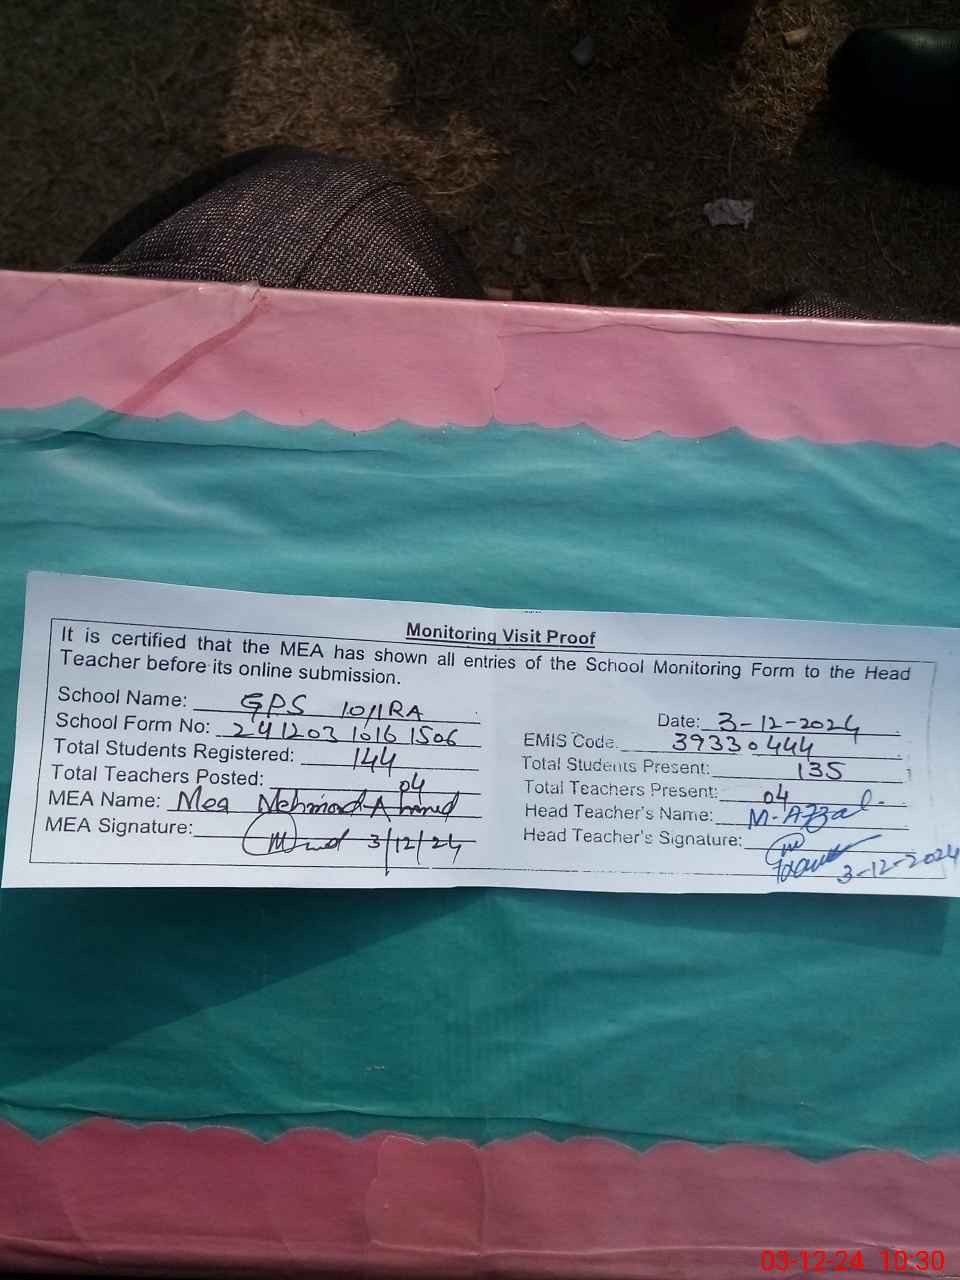 Monitoring Visit Proof
It is certified that the MEA has shown all entries of the School Monitoring Form to the Head
Teacher before its online submission.
School Name: GPS 10/1RA
Date: 3-12-2024
School Form No: 241203 1016 1506
EMIS Code: 39330444
Total Students Registered: 144
Total Students Present: 135
Total Teachers Posted: 04
Total Teachers Present: 04
MEA Name: Mea Mehmood Ahmed
Head Teacher's Name: M. Afzal
MEA Signature: 3/12/24
Head Teacher's Signature:
3-12-2024
03-12-24 10:30